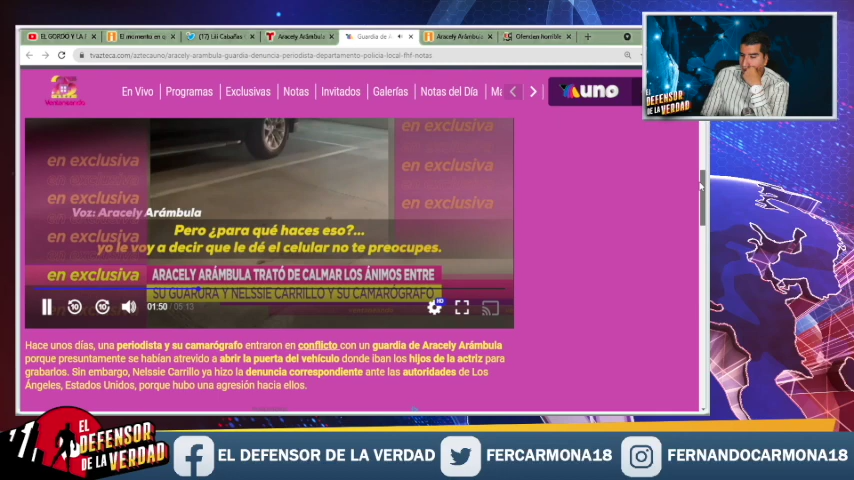 EL GORDO Y LA F
El momento en q
(17) Lili Cabañas
Aracely Arámbula
Guardia de A
Aracely Arámbula
Ofenden horrible
tvazteca.com/aztecauno/aracely-arambula-guardia-denuncia-periodista-departamento-policia-local-fhf-notas
25
Ventaneando
En Vivo
Programas
Exclusivas
Notas
Invitados
Galerías
Notas del Día
uno
en exclusiva
en exclusiva
en exclusiva
en exclusiva
en exclusiva
en exclusiva
en exclusiva
Voz: Aracely Arámbula
Pero ¿para qué haces eso?...
yo le voy a decir que le dé el celular no te preocupes.
en exclusiva
ARACELY ARÁMBULA TRATÓ DE CALMAR LOS ÁNIMOS ENTRE
SU GUARURA Y NELSSIE CARRILLO Y SU CAMARÓGRAFO
10
10
01:50 / 05:13
HD
Hace unos días, una periodista y su camarógrafo entraron en conflicto con un guardia de Aracely Arámbula
porque presuntamente se habían atrevido a abrir la puerta del vehículo donde iban los hijos de la actriz para
grabarlos. Sin embargo, Nelssie Carrillo ya hizo la denuncia correspondiente ante las autoridades de Los
Ángeles, Estados Unidos, porque hubo una agresión hacia ellos.
EL
DEFENSOR
DE LA
VERDAD
EL
DEFENSOR
DE LA VERDAD
EL DEFENSOR DE LA VERDAD
FERCARMONA18
FERNANDOCARMONA18